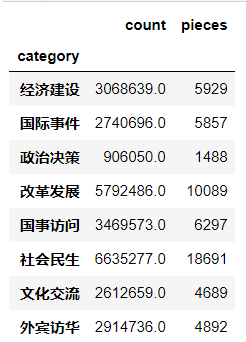 count pieces
category
经济建设 3068639.0 5929
国际事件 2740696.0 5857
政治决策 906050.0 1488
改革发展 5792486.0 10089
国事访问 3469573.0 6297
社会民生 6635277.0 18691
文化交流 2612659.0 4689
外宾访华 2914736.0 4892